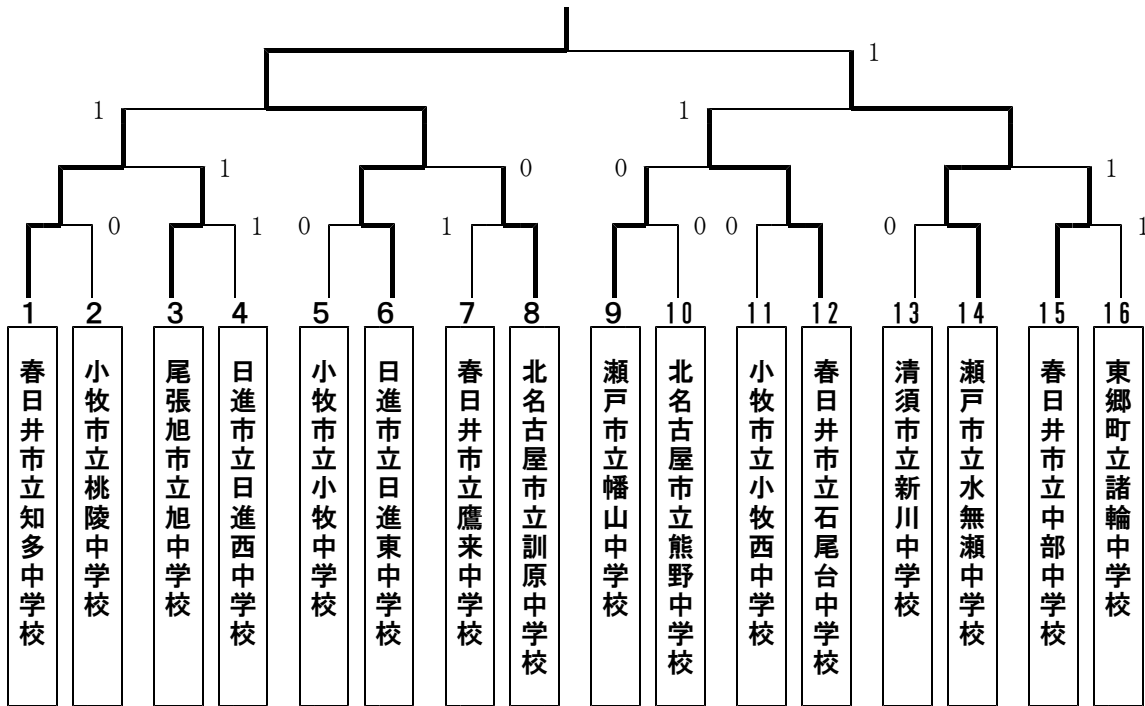 1
1
1
0
1
0
1
0
1
0
1
0
0
0
1
1
2
3
4
5
6
7
8
9
10
11
12
13
14
15
16
春日井市立知多中学校
小牧市立桃陵中学校
尾張旭市立旭中学校
日進市立日進西中学校
小牧市立小牧中学校
日進市立日進東中学校
春日井市立鷹来中学校
北名古屋市立訓原中学校
瀬戸市立幡山中学校
北名古屋市立熊野中学校
小牧市立小牧西中学校
春日井市立石尾台中学校
清須市立新川中学校
瀬戸市立水無瀬中学校
春日井市立中部中学校
東郷町立諸輪中学校